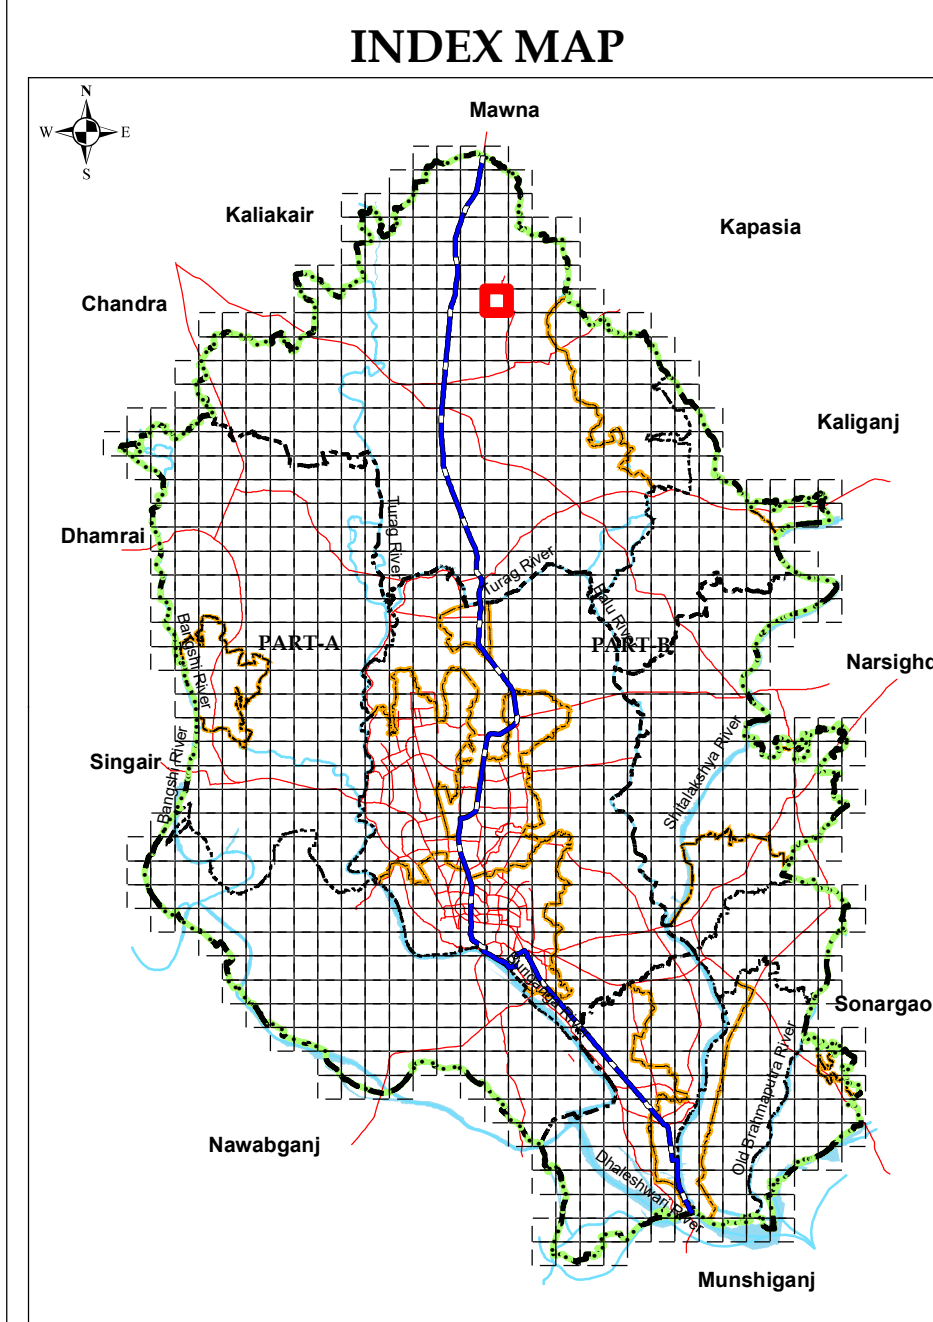 INDEX MAP
N
W E
S
Mawna
Kaliakair
Kapasia
Chandra
Kaliganj
Dhamrai
Turag River
Turag River
Balu River
Bangshi River
PART-A
PART-B
Narsighd
Singair
Bangshi River
Shitalakshya River
Buriganga River
Sonargao
Old Brahmaputra River
Nawabganj
Dhaleshwari River
Munshiganj